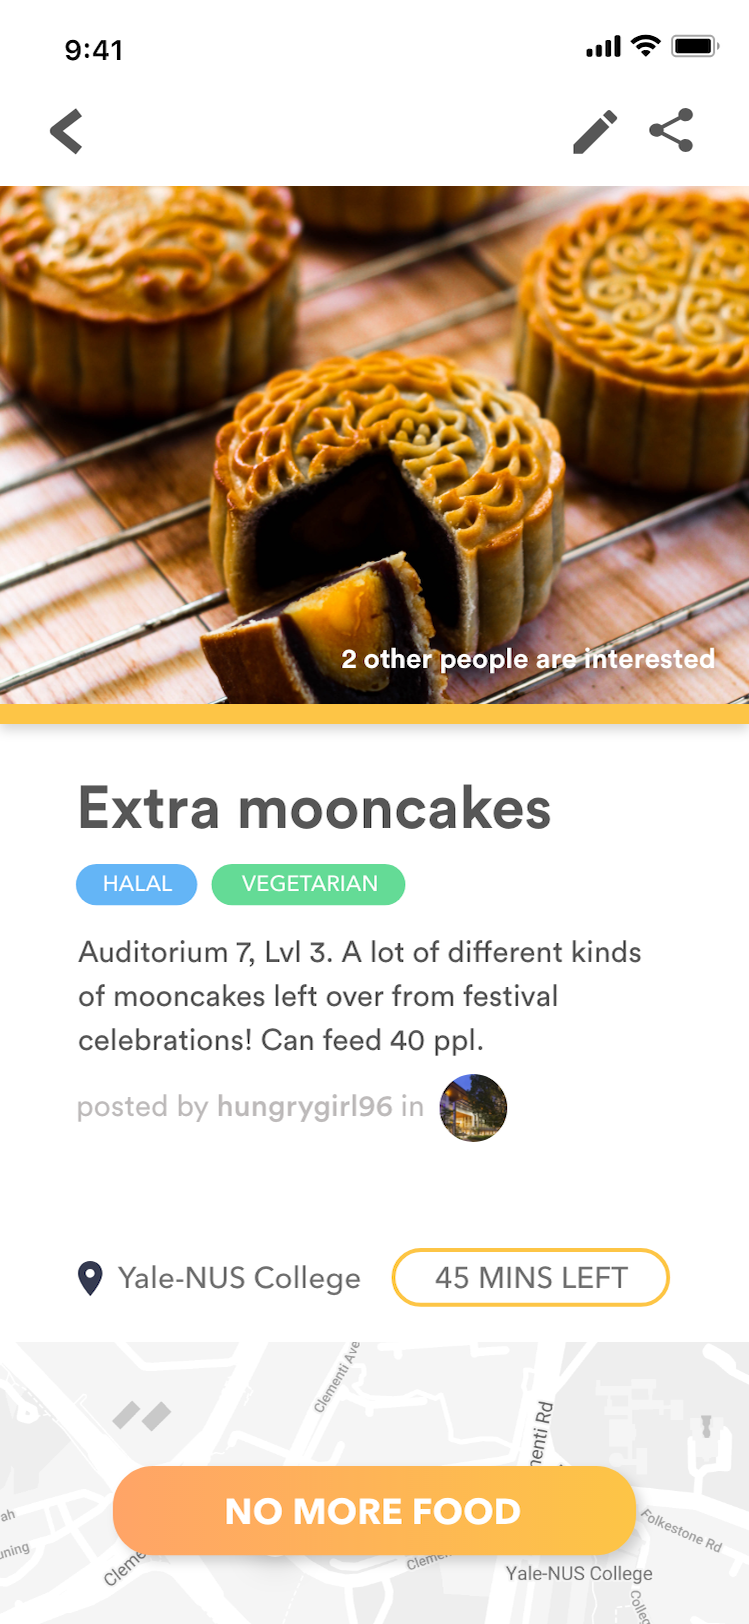 9:41
2 other people are interested
Extra mooncakes
HALAL
VEGETARIAN
Auditorium 7, Lvl 3. A lot of different kinds
of mooncakes left over from festival
celebrations! Can feed 40 ppl.
posted by hungrygirl96 in
Yale-NUS College
45 MINS LEFT
Clementi Ave
menti Rd
NO MORE FOOD
ah
uning
Cleme
Cleme
Folkestone Rd
Yale-NUS College
Colleg